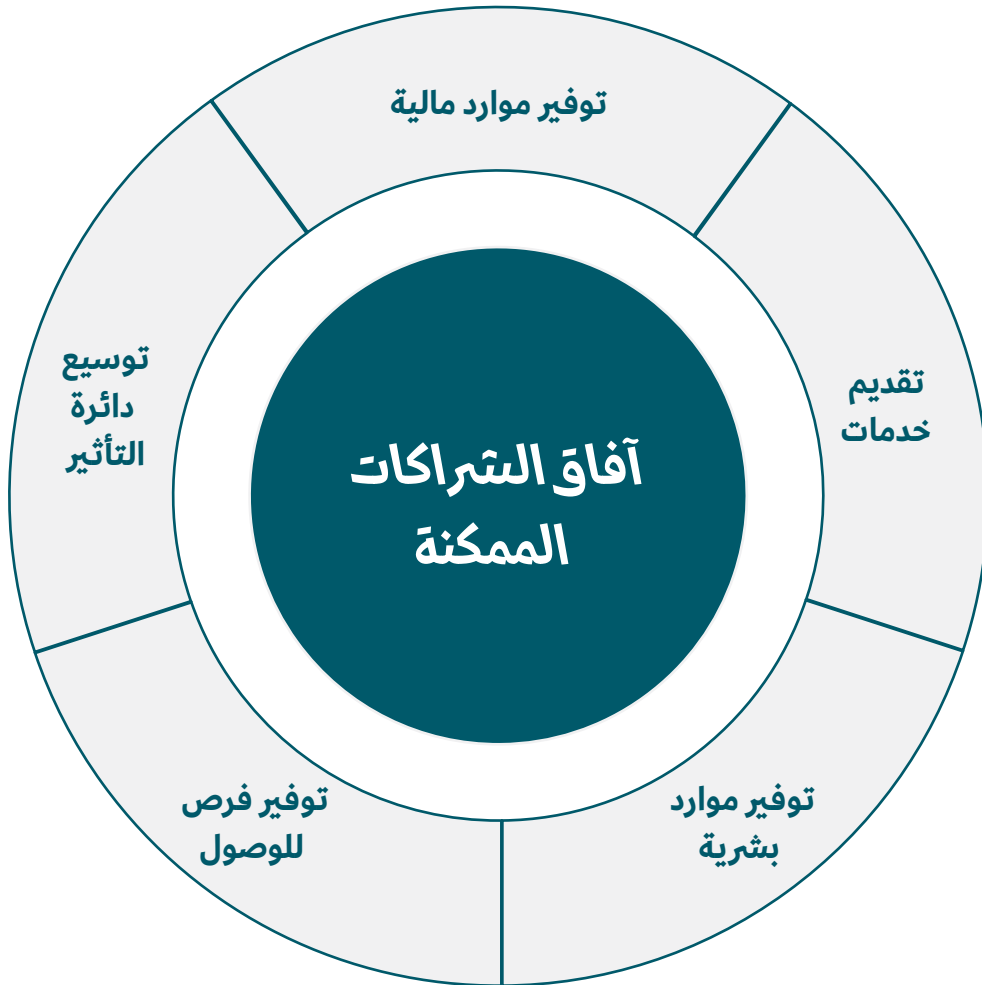 توفير موارد مالية
تقديم
خدمات
توفير موارد
بشرية
توفير فرص
للوصول
توسيع
دائرة
التأثير
آفاق الشراكات
الممكنة